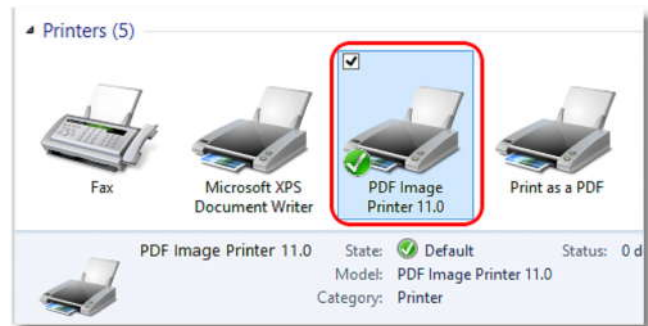 Printers (5)
Fax
Microsoft XPS
Document Writer
PDF Image
Printer 11.0
Print as a PDF
PDF Image Printer 11.0 State: Default Status: 0 d
Model: PDF Image Printer 11.0
Category: Printer